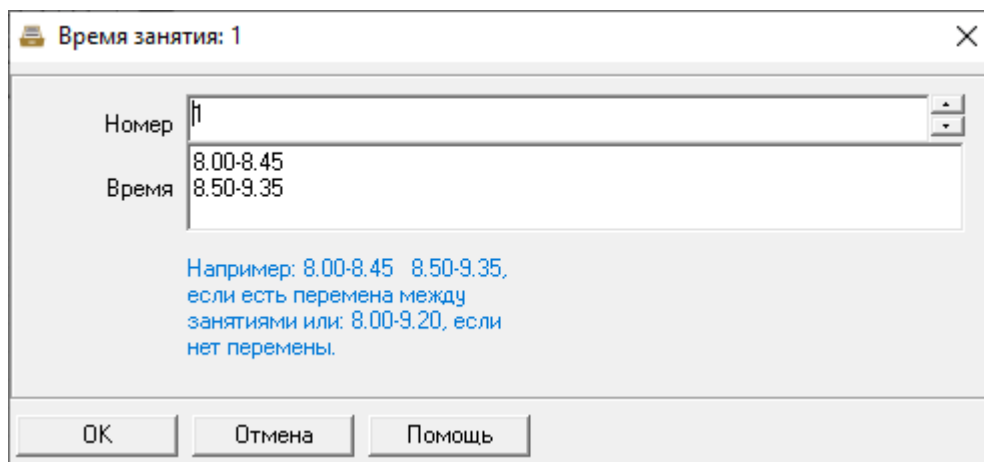 Время занятия: 1
Номер 1
Время 8.00-8.45
8.50-9.35
Например: 8.00-8.45 8.50-9.35,
если есть перемена между
занятиями или: 8.00-9.20, если
нет перемены.
OK Отмена Помощь